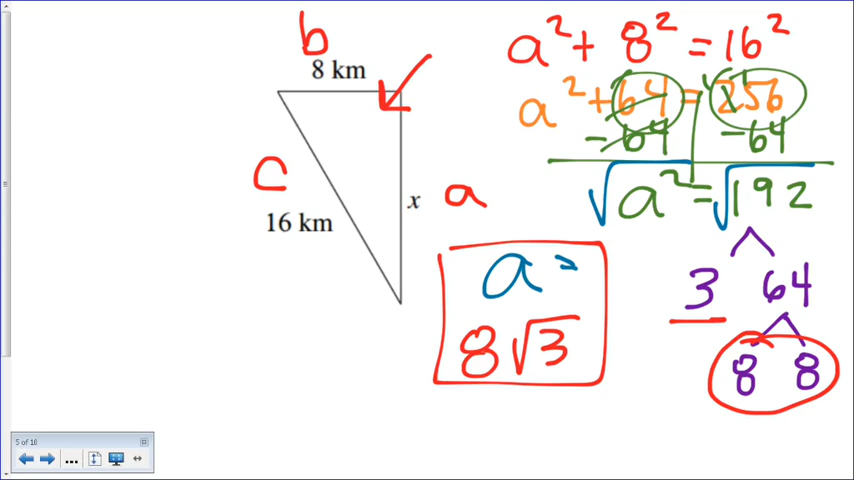 b
8 km
c
16 km
x
a
a² + 8² = 16²
a² + 64 = 256
- 64 - 64
√a² = √192
3 64
8 8
a =
8√3
5 of 10
...